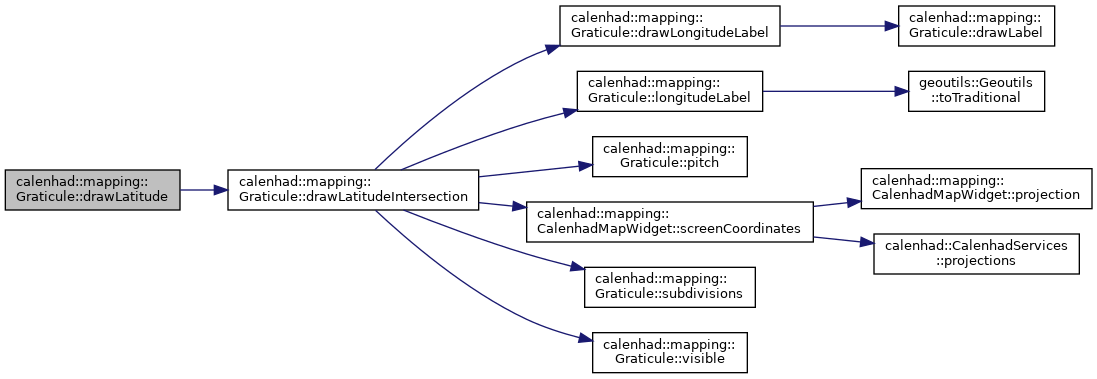 calenhad::mapping::
Graticule::drawLatitude
calenhad::mapping::
Graticule::drawLatitudeIntersection
calenhad::mapping::
Graticule::drawLongitudeLabel
calenhad::mapping::
Graticule::drawLabel
calenhad::mapping::
Graticule::longitudeLabel
geoutils::Geoutils
::toTraditional
calenhad::mapping::
Graticule::pitch
calenhad::mapping::
CalenhadMapWidget::screenCoordinates
calenhad::mapping::
CalenhadMapWidget::projection
calenhad::CalenhadServices
::projections
calenhad::mapping::
Graticule::subdivisions
calenhad::mapping::
Graticule::visible